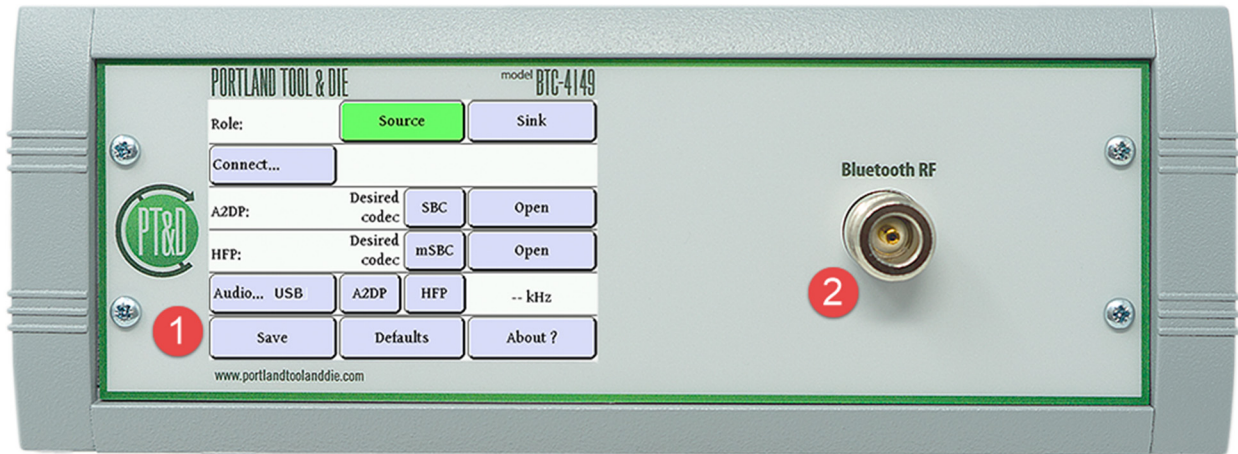 PORTLAND TOOL & DIE model BTC-4149
Role: Source Sink
Connect...
A2DP: Desired codec SBC Open
HFP: Desired codec mSBC Open
Audio... USB A2DP HFP -- kHz
Save Defaults About ?
www.portlandtoolanddie.com
PT&D
1
Bluetooth RF
2